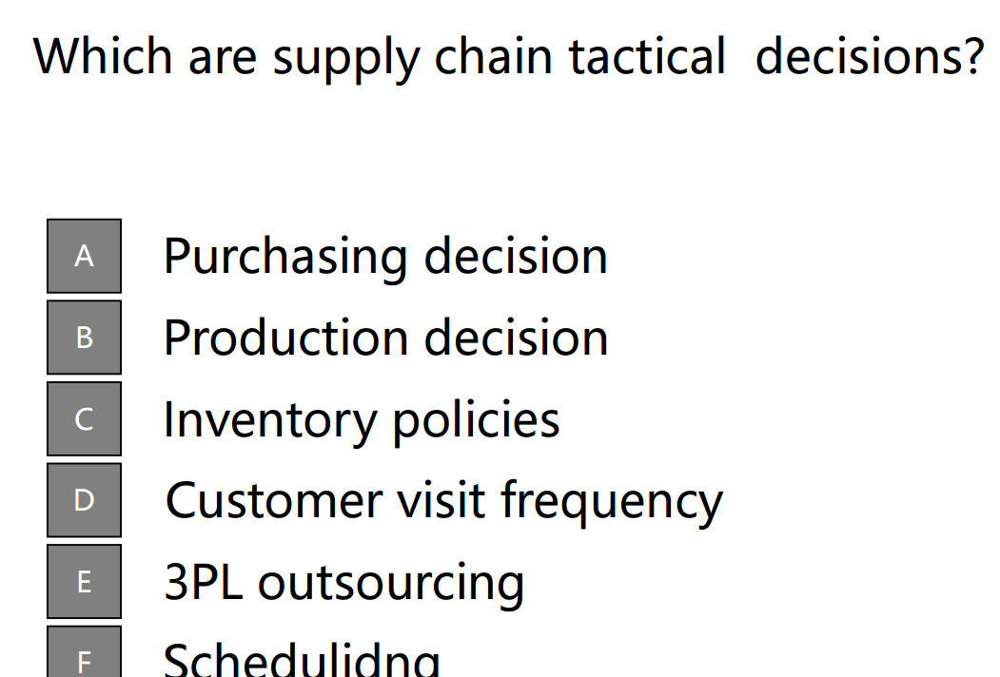 Which are supply chain tactical decisions?
A Purchasing decision
B Production decision
C Inventory policies
D Customer visit frequency
E 3PL outsourcing
F Schedulidng